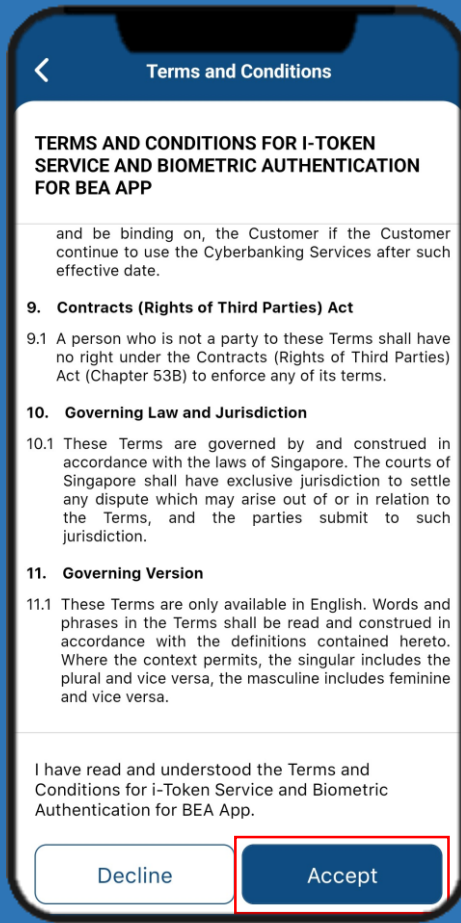 Terms and Conditions
TERMS AND CONDITIONS FOR I-TOKEN
SERVICE AND BIOMETRIC AUTHENTICATION
FOR BEA APP
and be binding on, the Customer if the Customer
continue to use the Cyberbanking Services after such
effective date.
9. Contracts (Rights of Third Parties) Act
9.1 A person who is not a party to these Terms shall have
no right under the Contracts (Rights of Third Parties)
Act (Chapter 53B) to enforce any of its terms.
10. Governing Law and Jurisdiction
10.1 These Terms are governed by and construed in
accordance with the laws of Singapore. The courts of
Singapore shall have exclusive jurisdiction to settle
any dispute which may arise out of or in relation to
the Terms, and the parties submit to such
jurisdiction.
11. Governing Version
11.1 These Terms are only available in English. Words and
phrases in the Terms shall be read and construed in
accordance with the definitions contained hereto.
Where the context permits, the singular includes the
plural and vice versa, the masculine includes feminine
and vice versa.
I have read and understood the Terms and
Conditions for i-Token Service and Biometric
Authentication for BEA App.
Decline
Accept